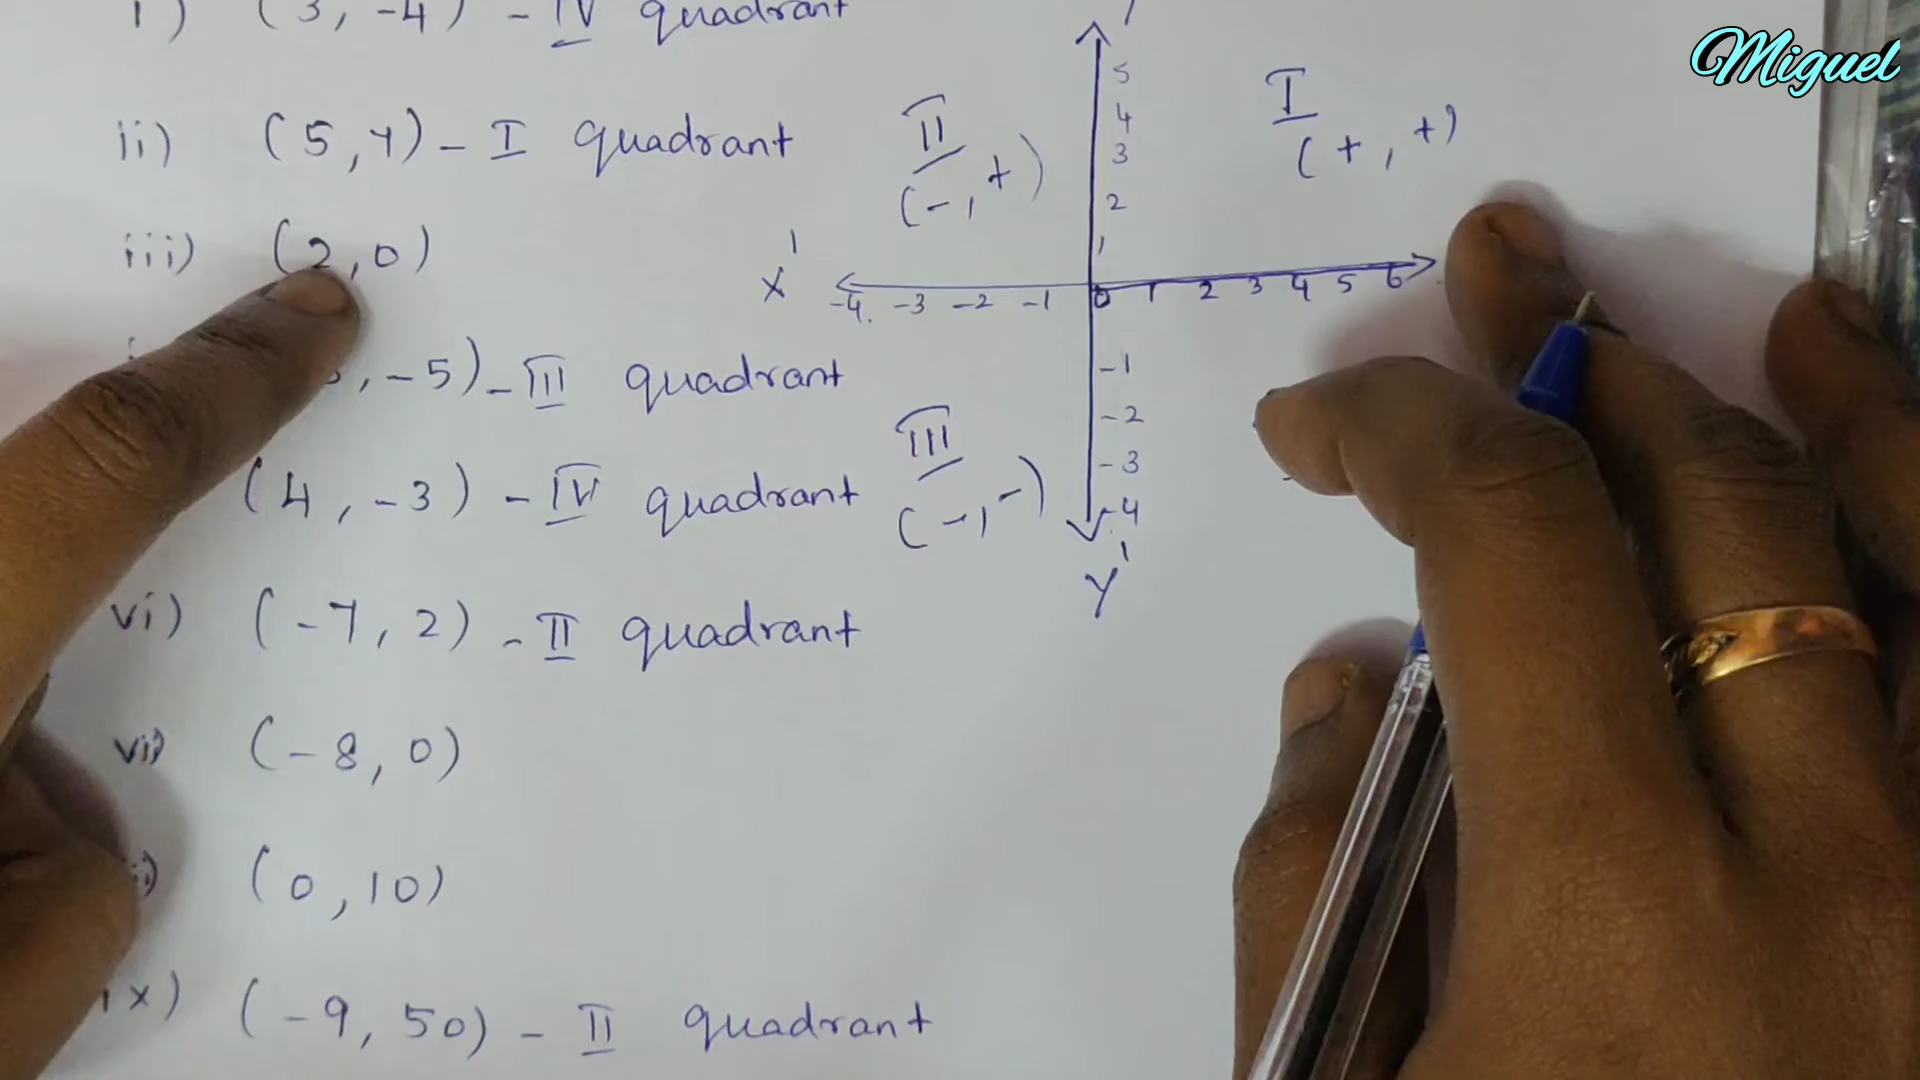 i) (3, -4) - IV quadrant
ii) (5, 7) - I quadrant
iii) (2, 0)
, -5) - III quadrant
(4, -3) - IV quadrant
vi) (-7, 2) - II quadrant
vii) (-8, 0)
(0, 10)
ix) (-9, 50) - II quadrant
5
4
3
2
1
II
(-, +)
I
(+, +)
X'
-4 -3 -2 -1 0 1 2 3 4 5 6
-1
-2
-3
-4
III
(-, -)
Y'
Miguel